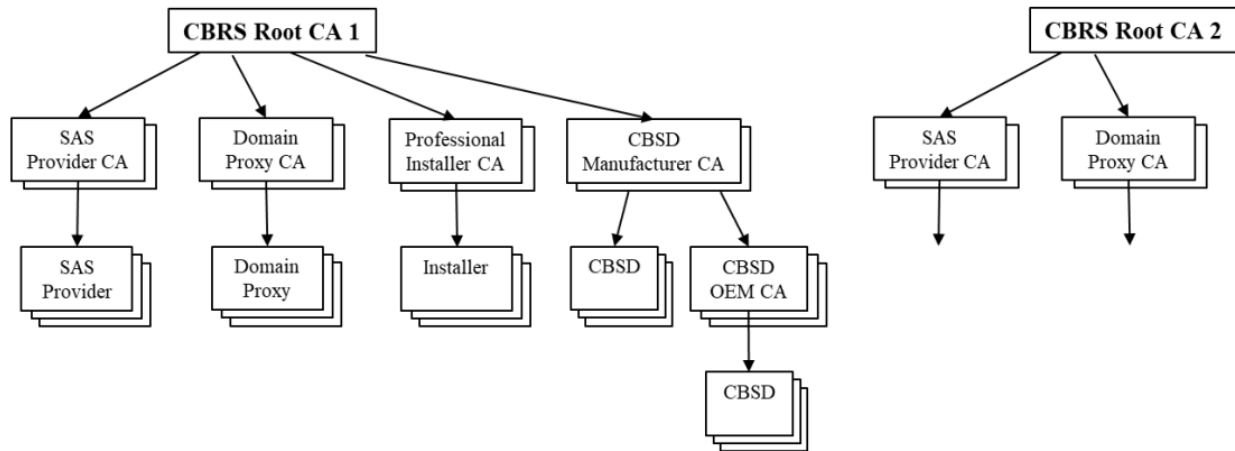 CBRS Root CA 1
CBRS Root CA 2
SAS
Provider CA
Domain
Proxy CA
Professional
Installer CA
CBSD
Manufacturer CA
SAS
Provider CA
Domain
Proxy CA
SAS
Provider
Domain
Proxy
Installer
CBSD
CBSD
OEM CA
CBSD